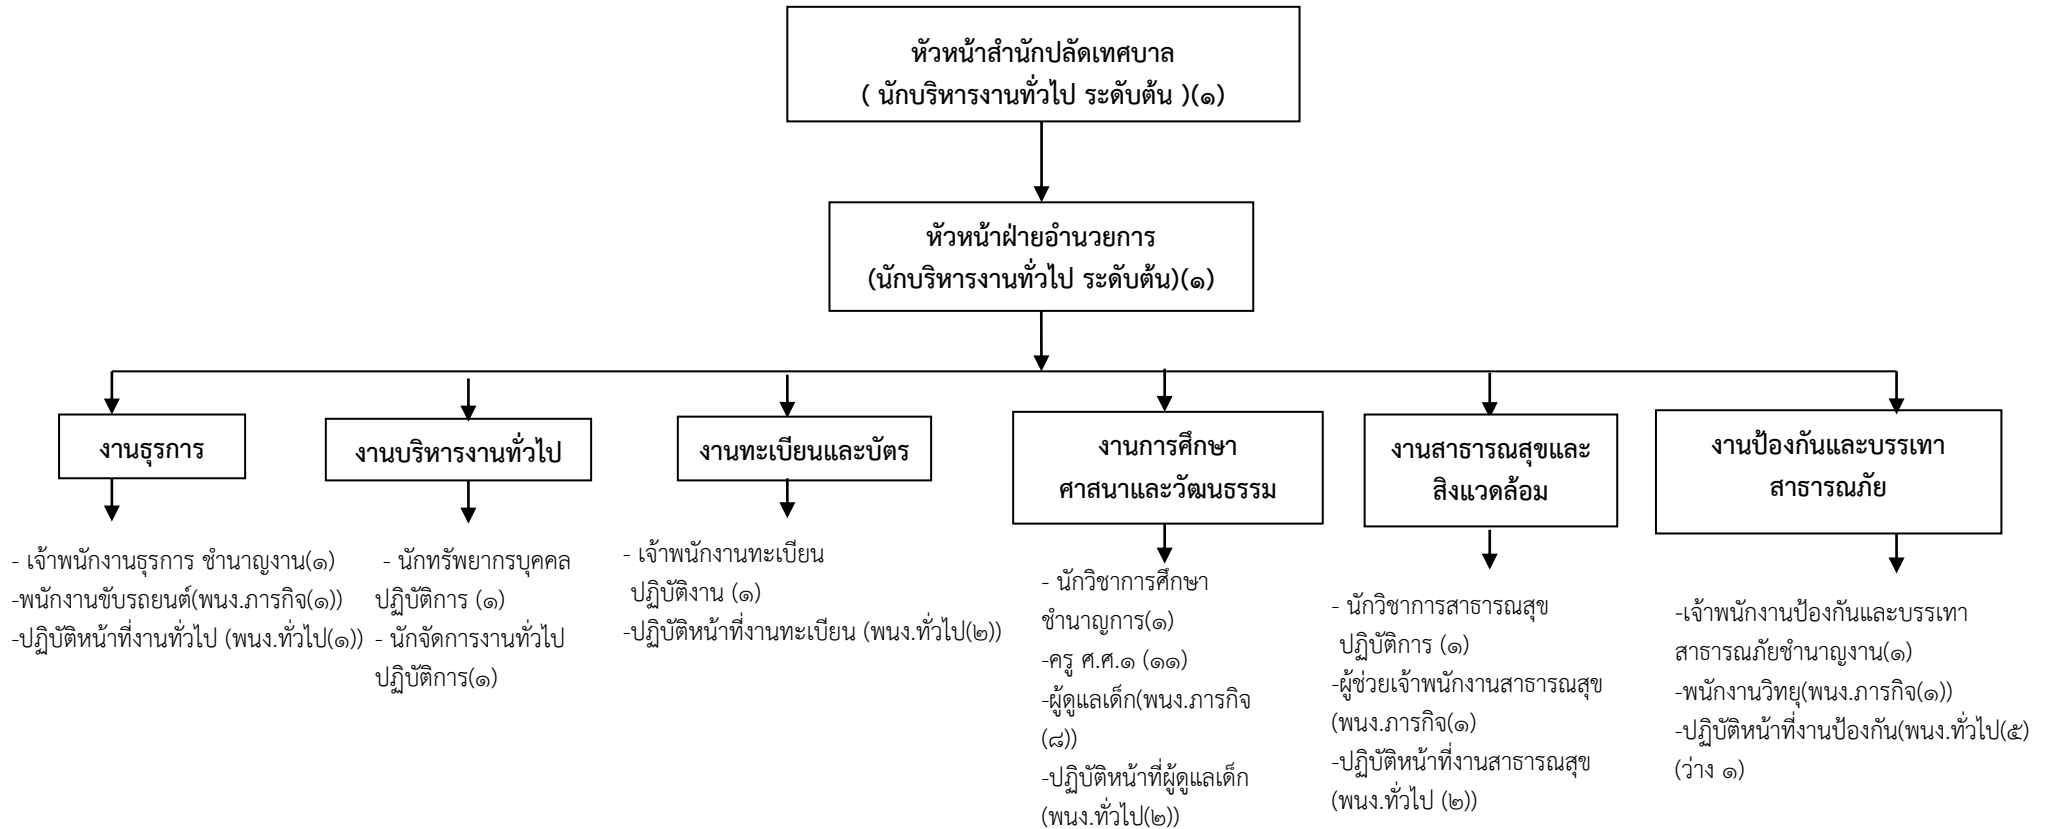 หัวหน้าสำนักปลัดเทศบาล
( นักบริหารงานทั่วไป ระดับต้น )(๑)
หัวหน้าฝ่ายอำนวยการ
(นักบริหารงานทั่วไป ระดับต้น)(๑)
งานธุรการ
- เจ้าพนักงานธุรการ ชำนาญงาน(๑)
-พนักงานขับรถยนต์(พนง.ภารกิจ(๑))
-ปฏิบัติหน้าที่งานทั่วไป (พนง.ทั่วไป(๑))
งานบริหารงานทั่วไป
- นักทรัพยากรบุคคล
ปฏิบัติการ (๑)
- นักจัดการงานทั่วไป
ปฏิบัติการ(๑)
งานทะเบียนและบัตร
- เจ้าพนักงานทะเบียน
ปฏิบัติงาน (๑)
-ปฏิบัติหน้าที่งานทะเบียน (พนง.ทั่วไป(๒))
งานการศึกษา
ศาสนาและวัฒนธรรม
- นักวิชาการศึกษา
ชำนาญการ(๑)
-ครู ศ.ศ.๑ (๑๑)
-ผู้ดูแลเด็ก(พนง.ภารกิจ
(๘))
-ปฏิบัติหน้าที่ผู้ดูแลเด็ก
(พนง.ทั่วไป(๒))
งานสาธารณสุขและ
สิงแวดล้อม
- นักวิชาการสาธารณสุข
ปฏิบัติการ (๑)
-ผู้ช่วยเจ้าพนักงานสาธารณสุข
(พนง.ภารกิจ(๑)
-ปฏิบัติหน้าที่งานสาธารณสุข
(พนง.ทั่วไป (๒))
งานป้องกันและบรรเทา
สาธารณภัย
-เจ้าพนักงานป้องกันและบรรเทา
สาธารณภัยชำนาญงาน(๑)
-พนักงานวิทยุ(พนง.ภารกิจ(๑))
-ปฏิบัติหน้าที่งานป้องกัน(พนง.ทั่วไป(๕)
(ว่าง ๑)